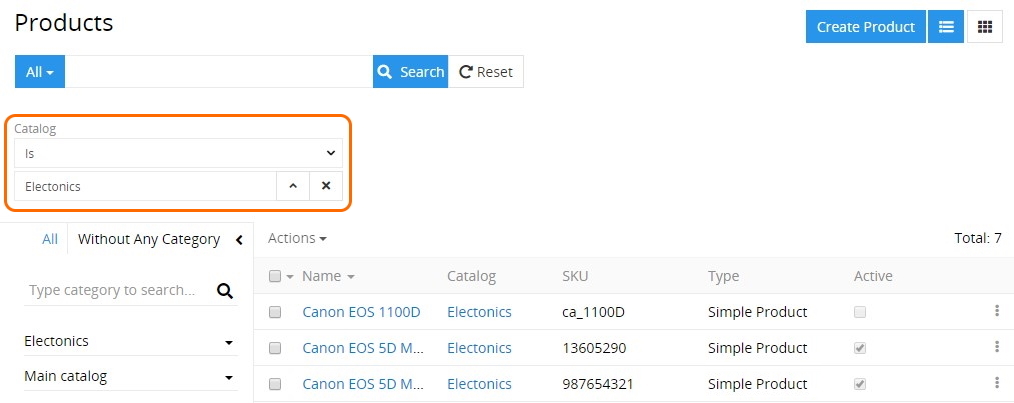 Products
Create Product
All
Search
Reset
Catalog
Is
Electonics
All Without Any Category
Actions
Total: 7
Type category to search...
Name Catalog SKU Type Active
Canon EOS 1100D Electonics ca_1100D Simple Product
Electonics
Canon EOS 5D M... Electonics 13605290 Simple Product
Main catalog
Canon EOS 5D M... Electonics 987654321 Simple Product